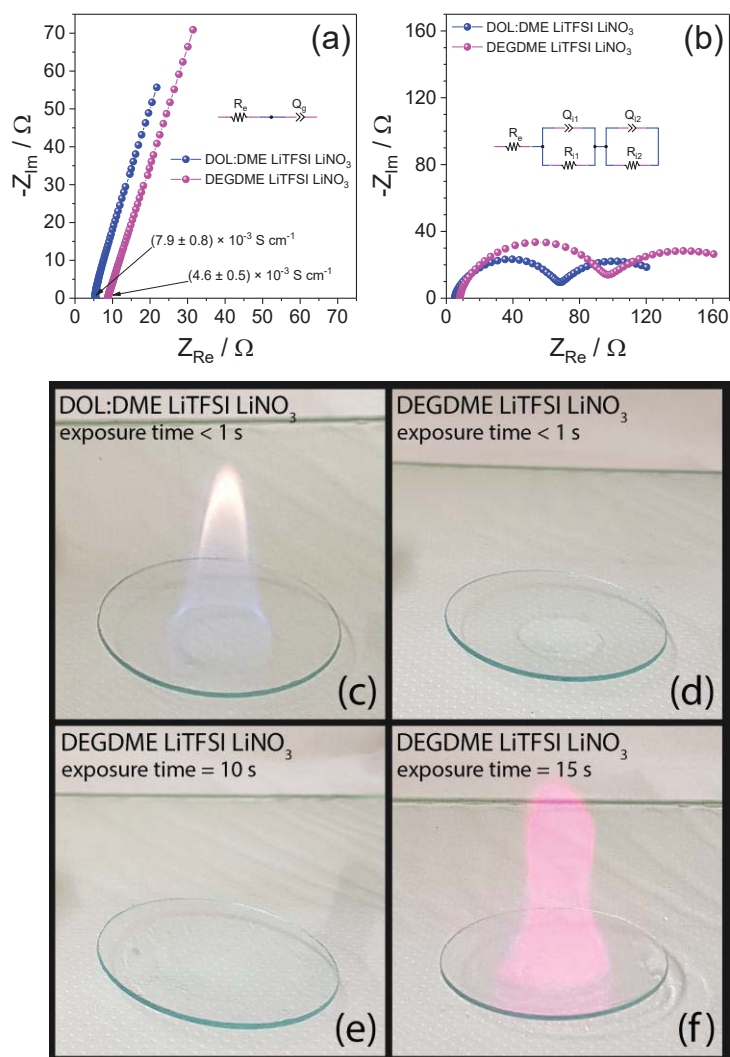 (a)
-Z_Im / Ω
70
60
50
40
30
20
10
0
R_e
Q_g
DOL:DME LiTFSI LiNO₃
DEGDME LiTFSI LiNO₃
(7.9 ± 0.8) × 10⁻³ S cm⁻¹
(4.6 ± 0.5) × 10⁻³ S cm⁻¹
0 10 20 30 40 50 60 70
Z_Re / Ω
(b)
-Z_Im / Ω
160
120
80
40
0
DOL:DME LiTFSI LiNO₃
DEGDME LiTFSI LiNO₃
R_e
Q_i1
Q_i2
R_i1
R_i2
0 40 80 120 160
Z_Re / Ω
DOL:DME LiTFSI LiNO₃
exposure time < 1 s
(c)
DEGDME LiTFSI LiNO₃
exposure time < 1 s
(d)
DEGDME LiTFSI LiNO₃
exposure time = 10 s
(e)
DEGDME LiTFSI LiNO₃
exposure time = 15 s
(f)